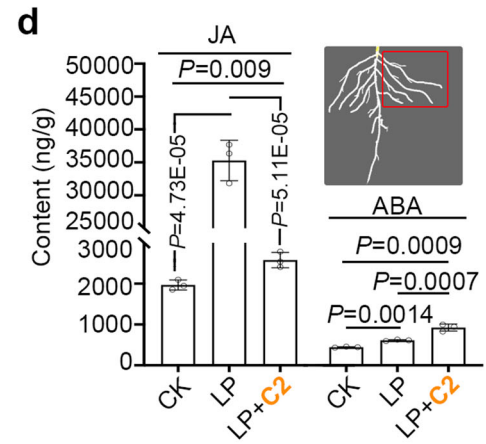 d
JA
P=0.009
P=4.73E-05
P=5.11E-05
Content (ng/g)
50000
45000
40000
35000
30000
25000
3000
2000
1000
0
ABA
P=0.0009
P=0.0007
P=0.0014
CK
LP
LP+C2
CK
LP
LP+C2